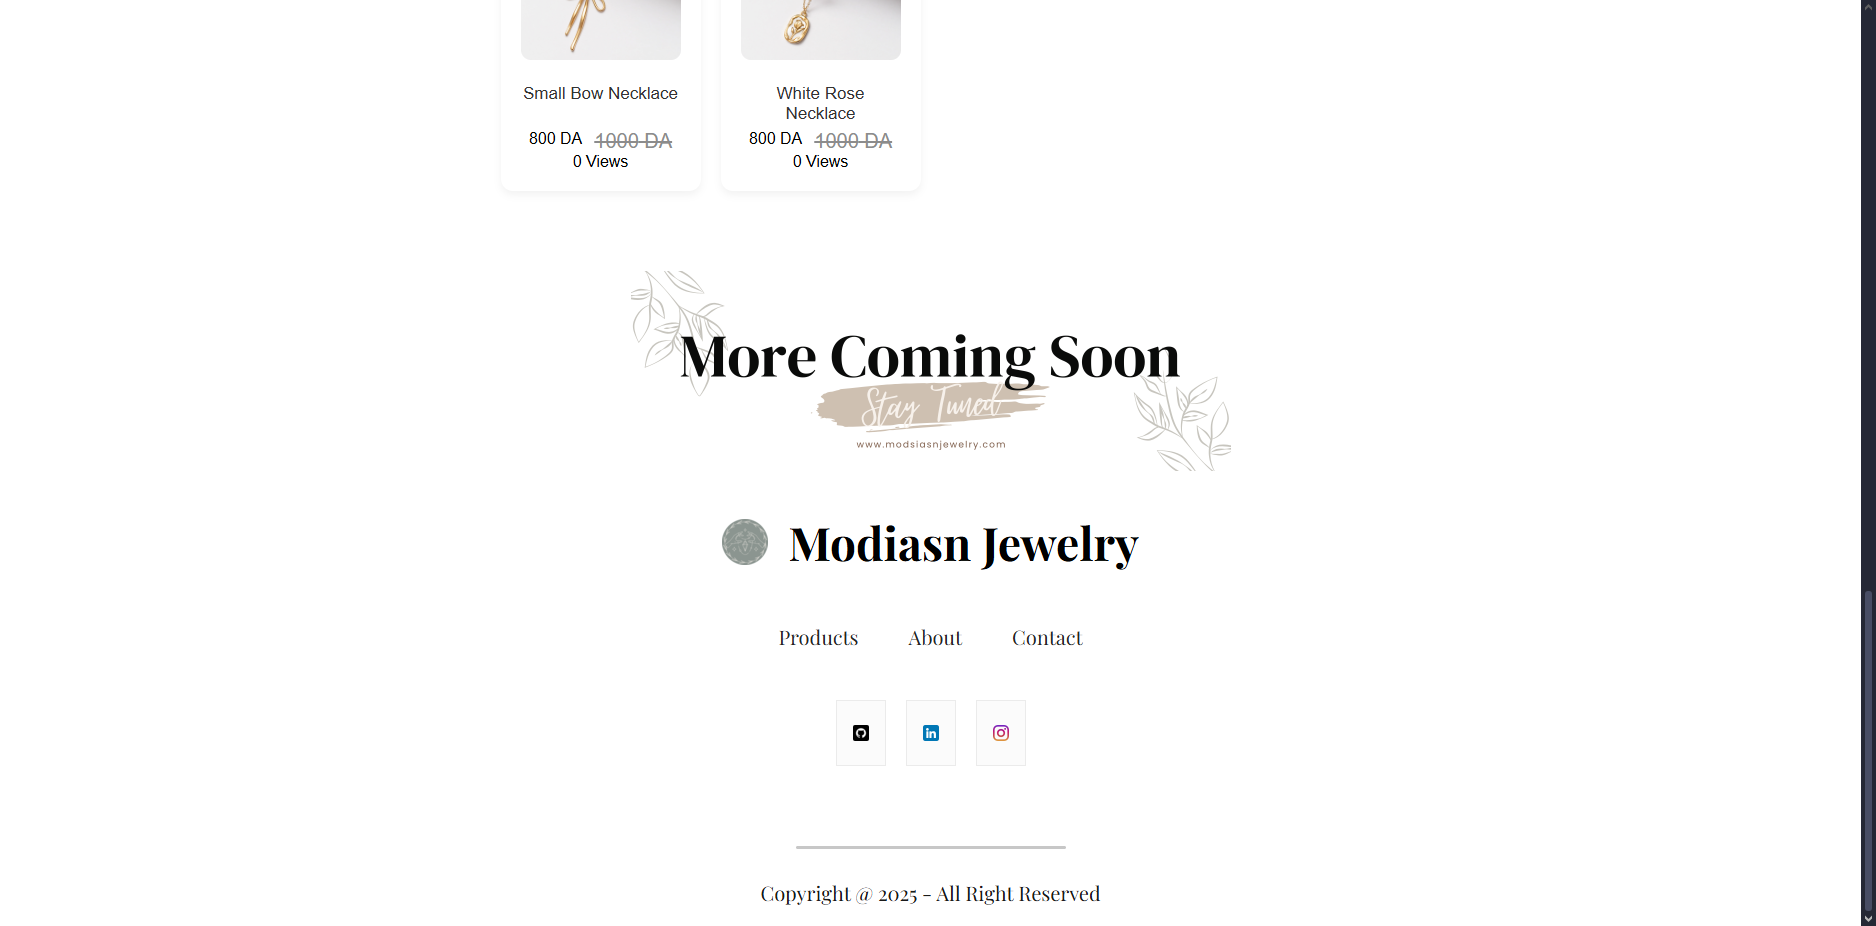 Small Bow Necklace
White Rose
Necklace
800 DA 1000 DA
0 Views
800 DA 1000 DA
0 Views
More Coming Soon
Stay Tuned
www.modsiasnjewelry.com
Modiasn Jewelry
Products About Contact
Copyright @ 2025 - All Right Reserved